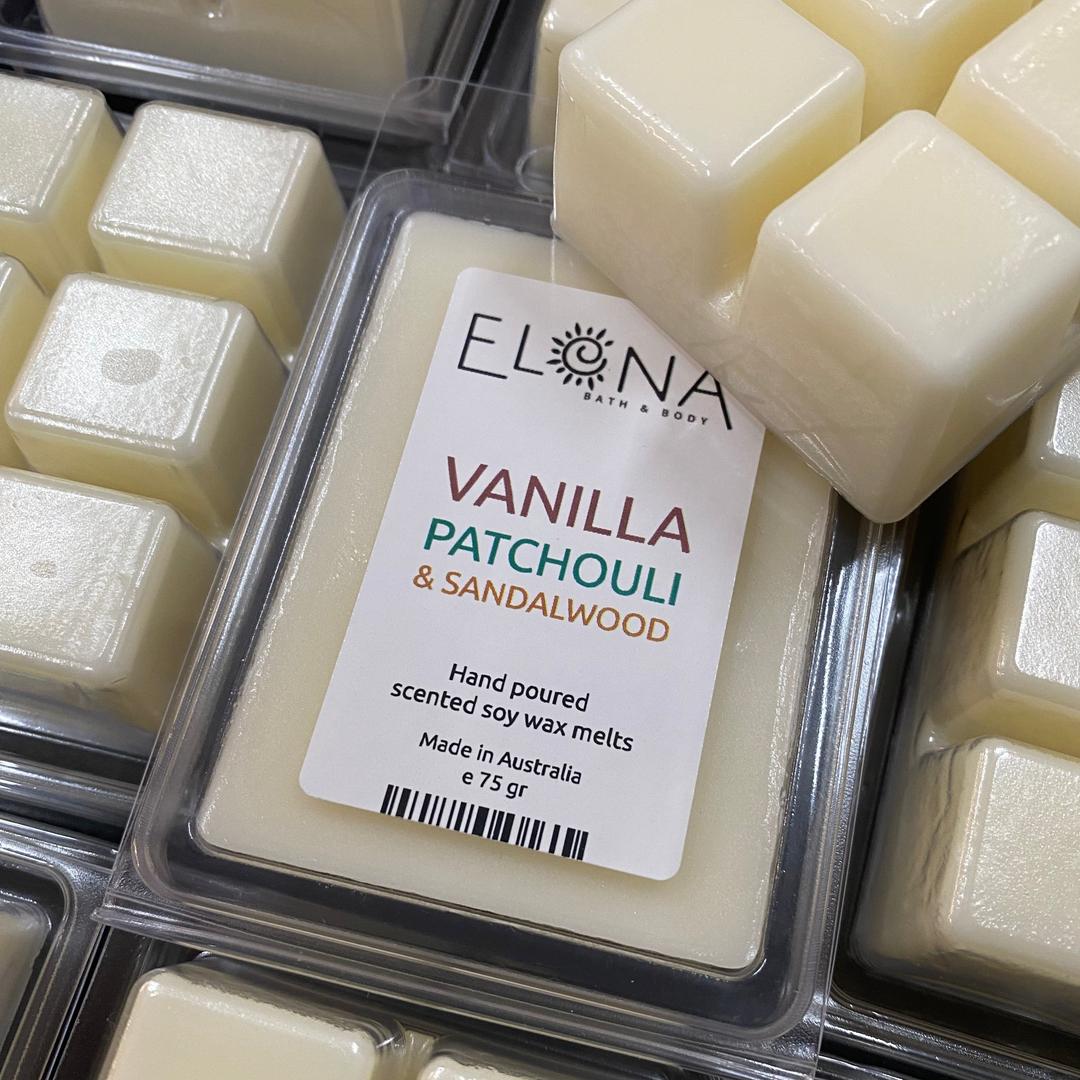 ELONA
BATH & BODY
VANILLA
PATCHOULI
& SANDALWOOD
Hand poured
scented soy wax melts
Made in Australia
e 75 gr